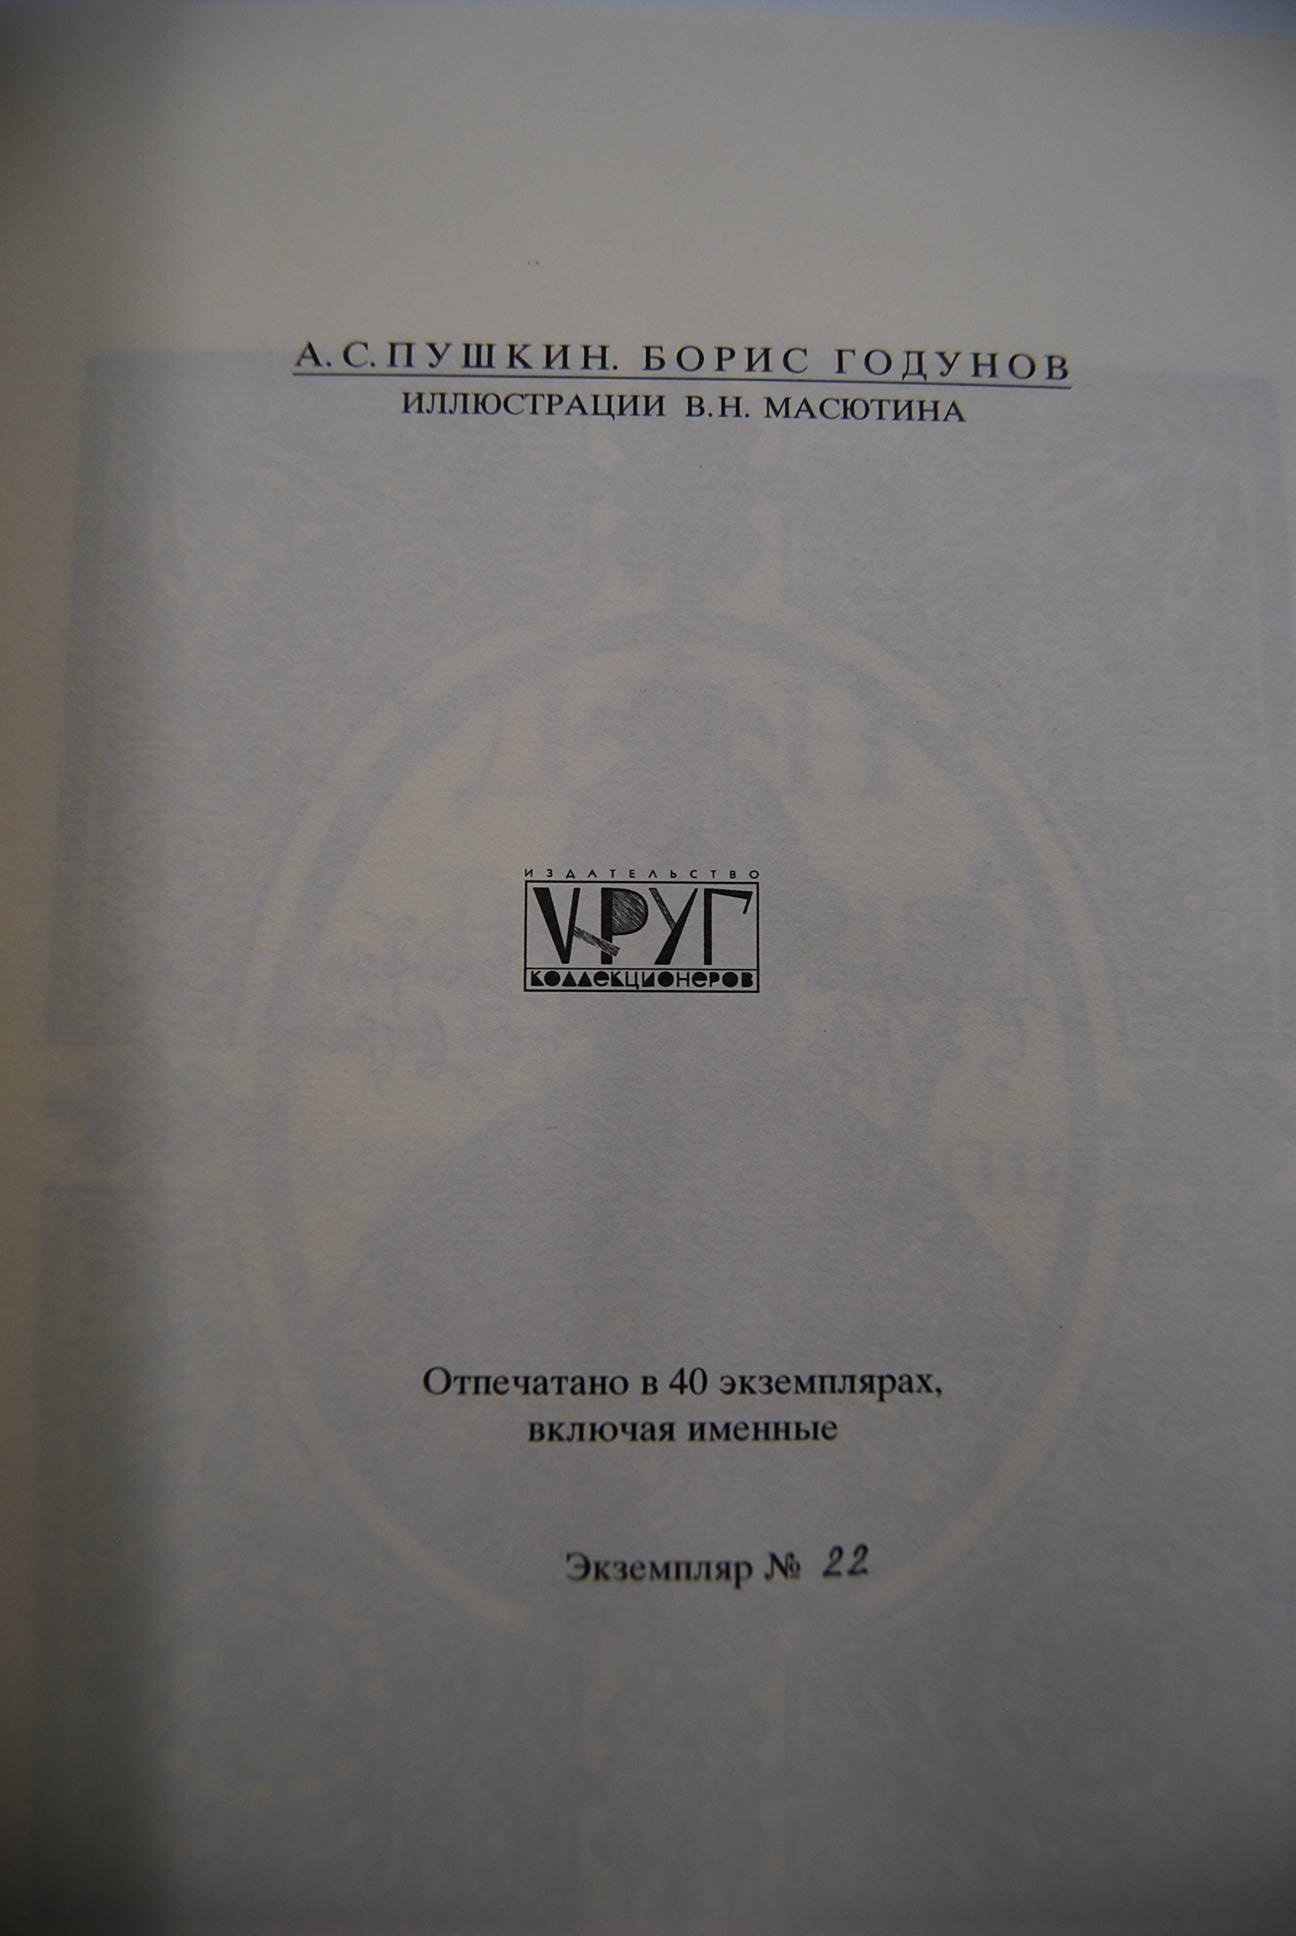 А. С. ПУШКИН. БОРИС ГОДУНОВ
ИЛЛЮСТРАЦИИ В. Н. МАСЮТИНА
ИЗДАТЕЛЬСТВО
КРУГ
КОЛЛЕКЦИОНЕРОВ
Отпечатано в 40 экземплярах,
включая именные
Экземпляр № 22